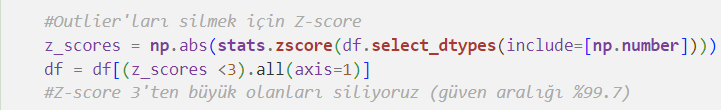 #Outlier'ları silmek için Z-score
z_scores = np.abs(stats.zscore(df.select_dtypes(include=[np.number])))
df = df[(z_scores <3).all(axis=1)]
#Z-score 3'ten büyük olanları siliyoruz (güven aralığı %99.7)